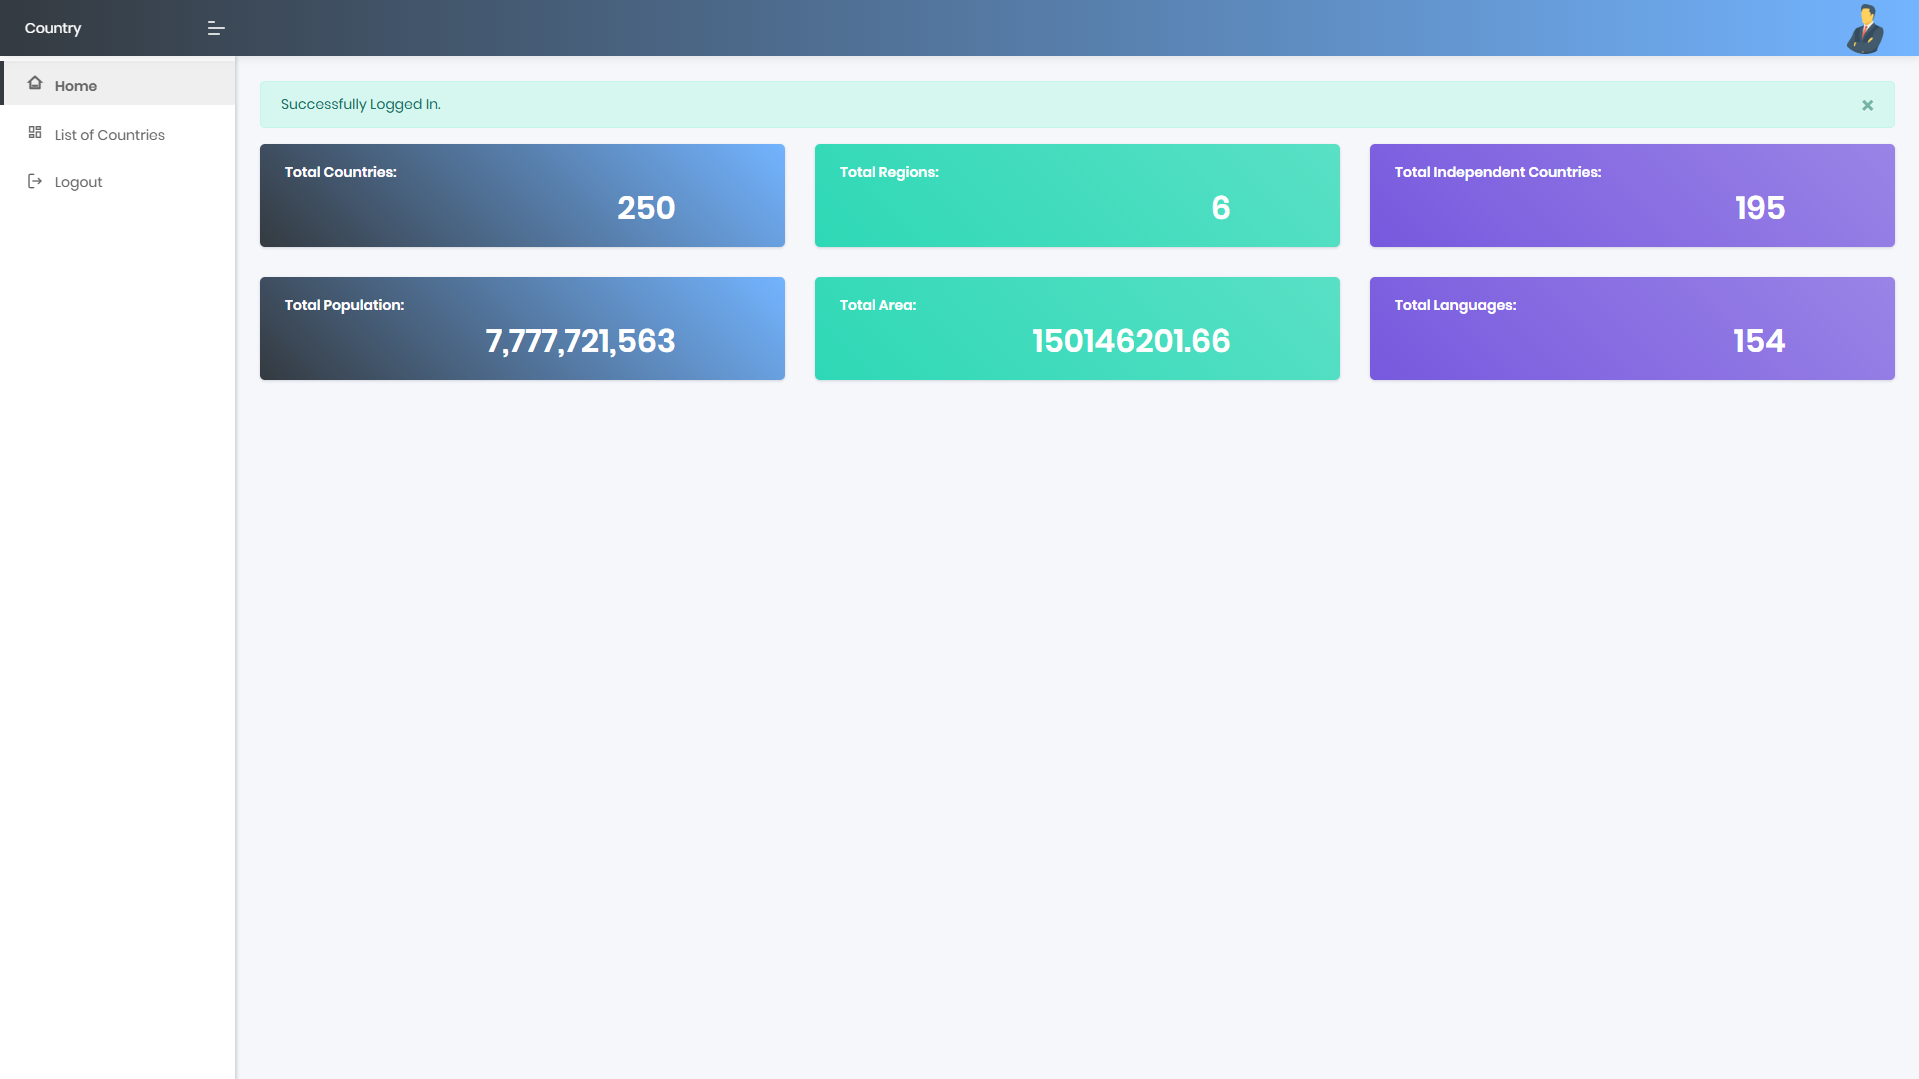 Country
Home
List of Countries
Logout
Successfully Logged In.
×
Total Countries:
250
Total Regions:
6
Total Independent Countries:
195
Total Population:
7,777,721,563
Total Area:
150146201.66
Total Languages:
154